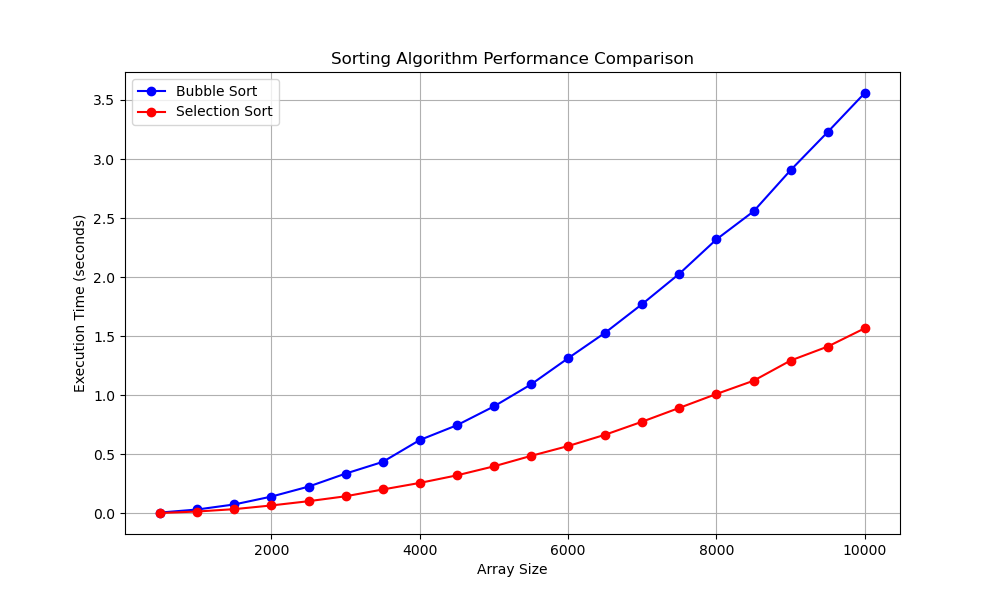 Sorting Algorithm Performance Comparison
Bubble Sort
Selection Sort
Execution Time (seconds)
3.5
3.0
2.5
2.0
1.5
1.0
0.5
0.0
2000 4000 6000 8000 10000
Array Size